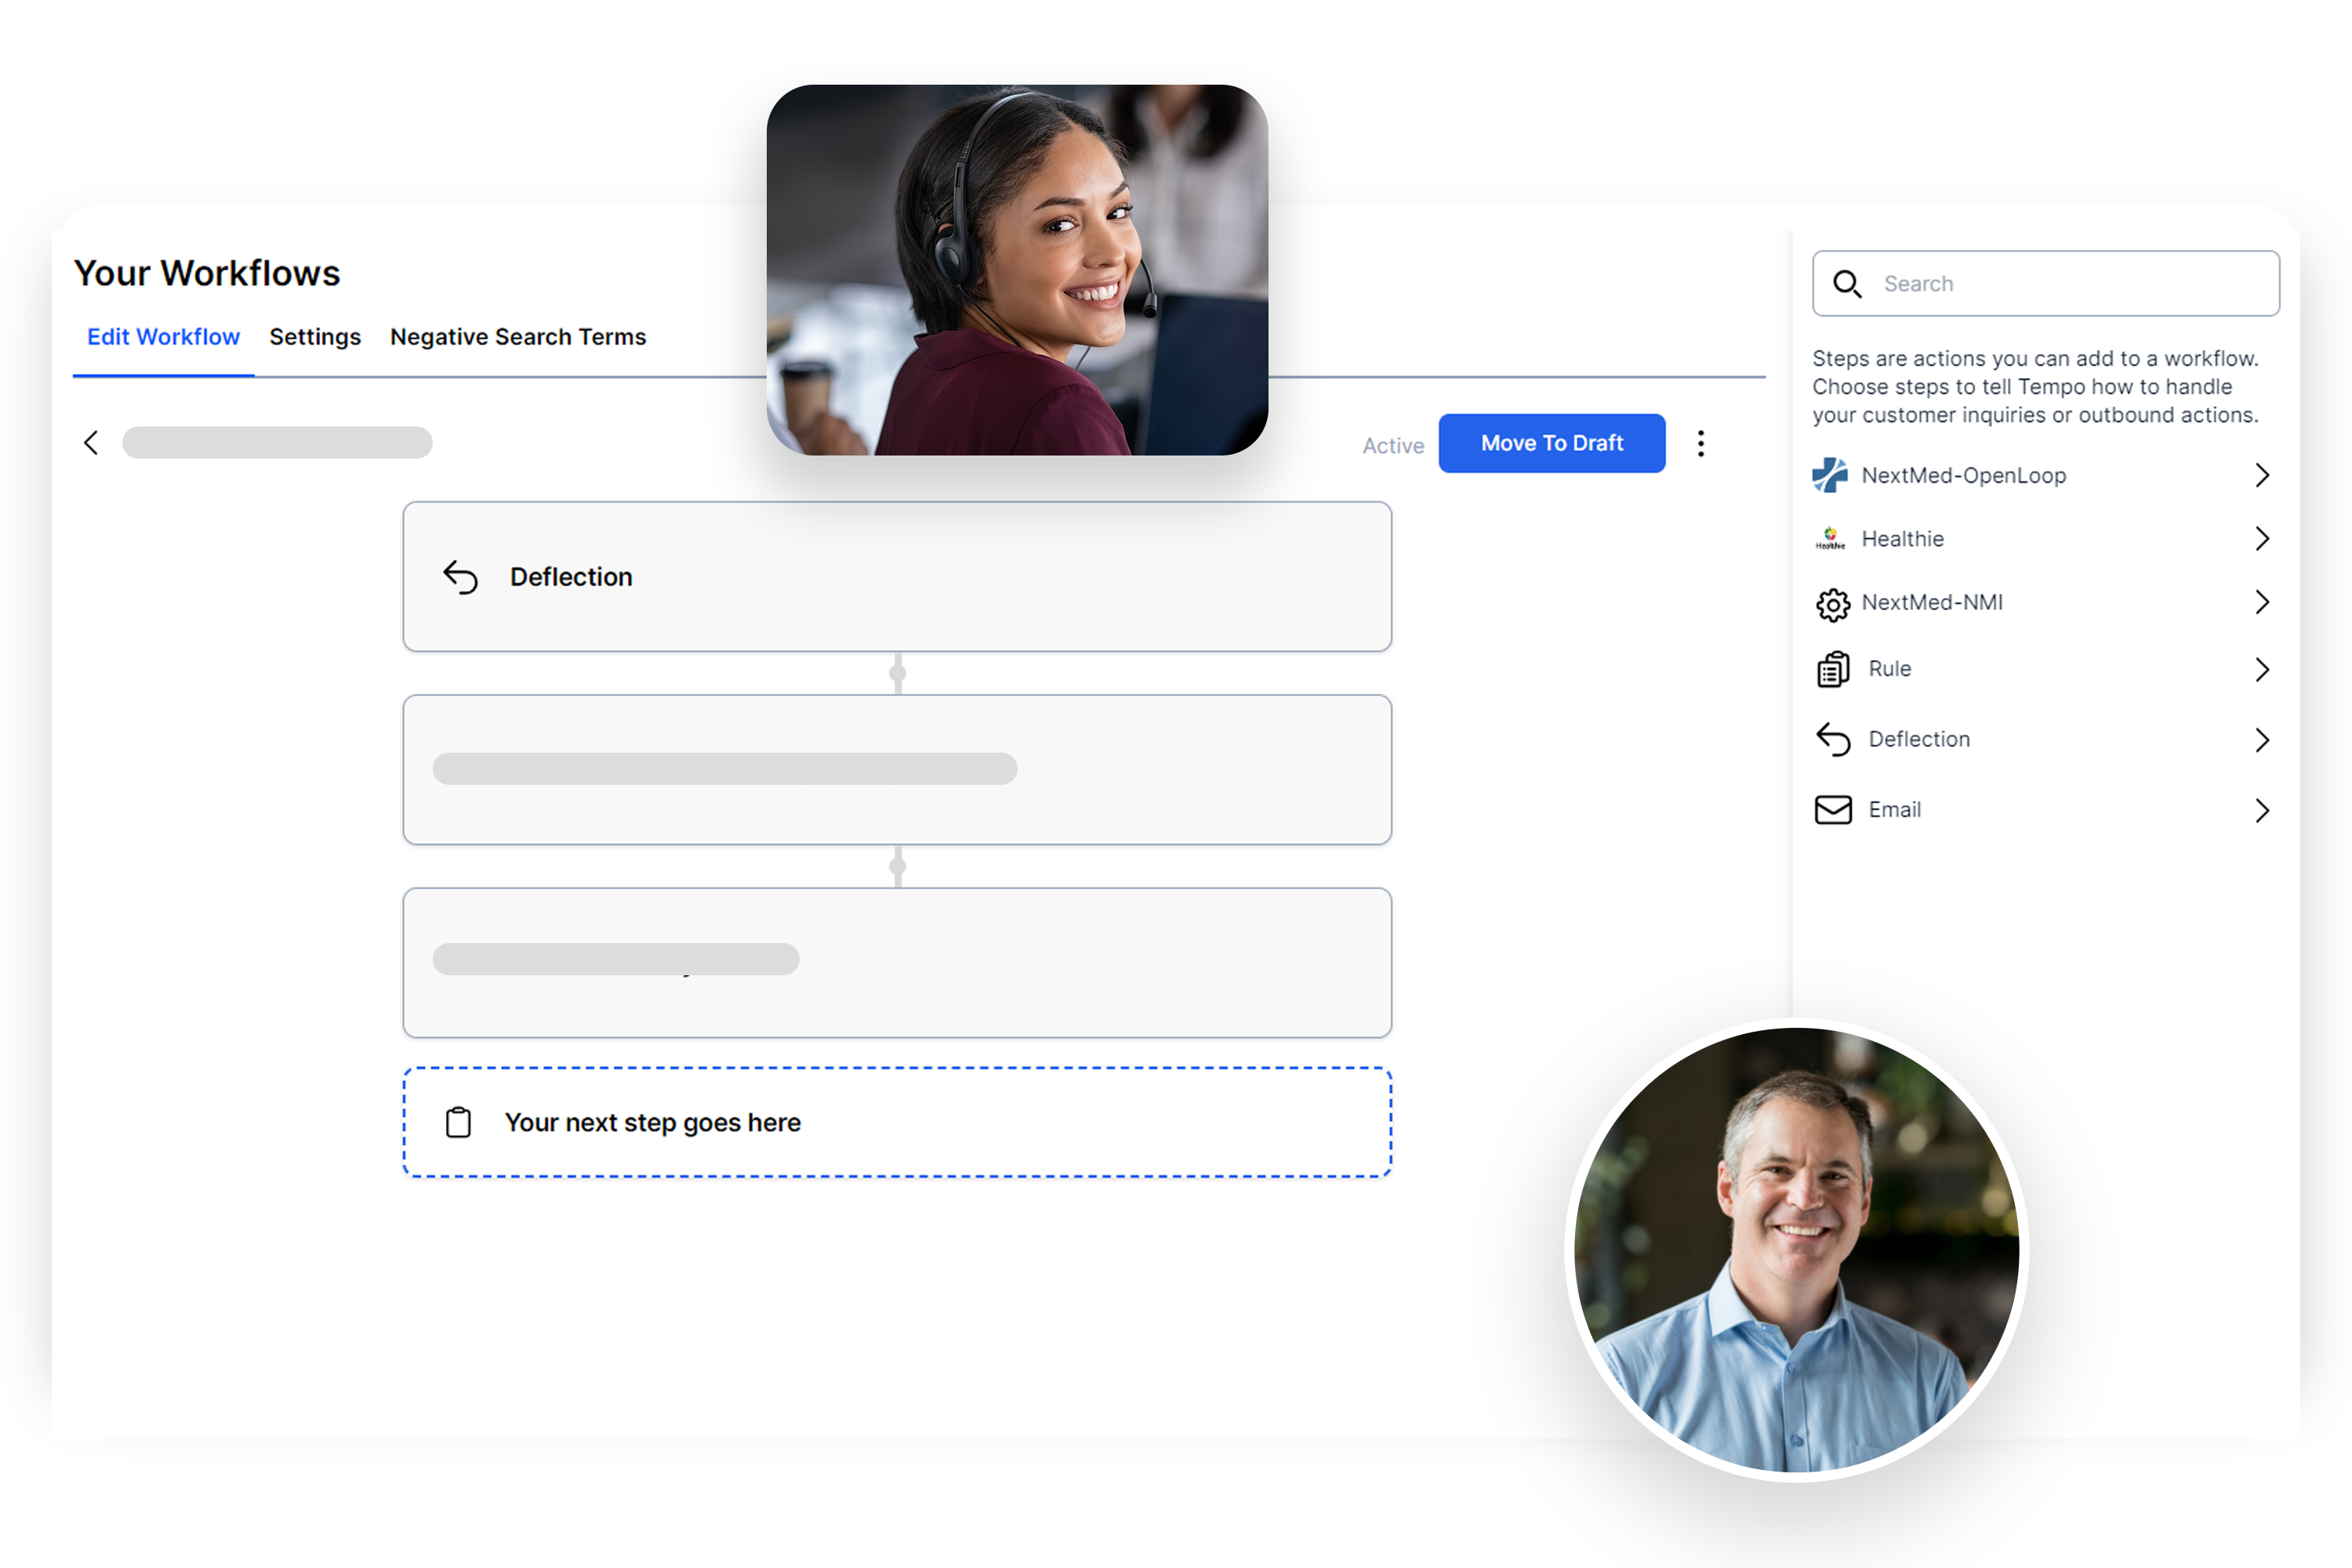 Your Workflows
Edit Workflow
Settings
Negative Search Terms
Active
Move To Draft
Deflection
Your next step goes here
Search
Steps are actions you can add to a workflow.
Choose steps to tell Tempo how to handle
your customer inquiries or outbound actions.
NextMed-OpenLoop
Healthie
Healthie
NextMed-NMI
Rule
Deflection
Email